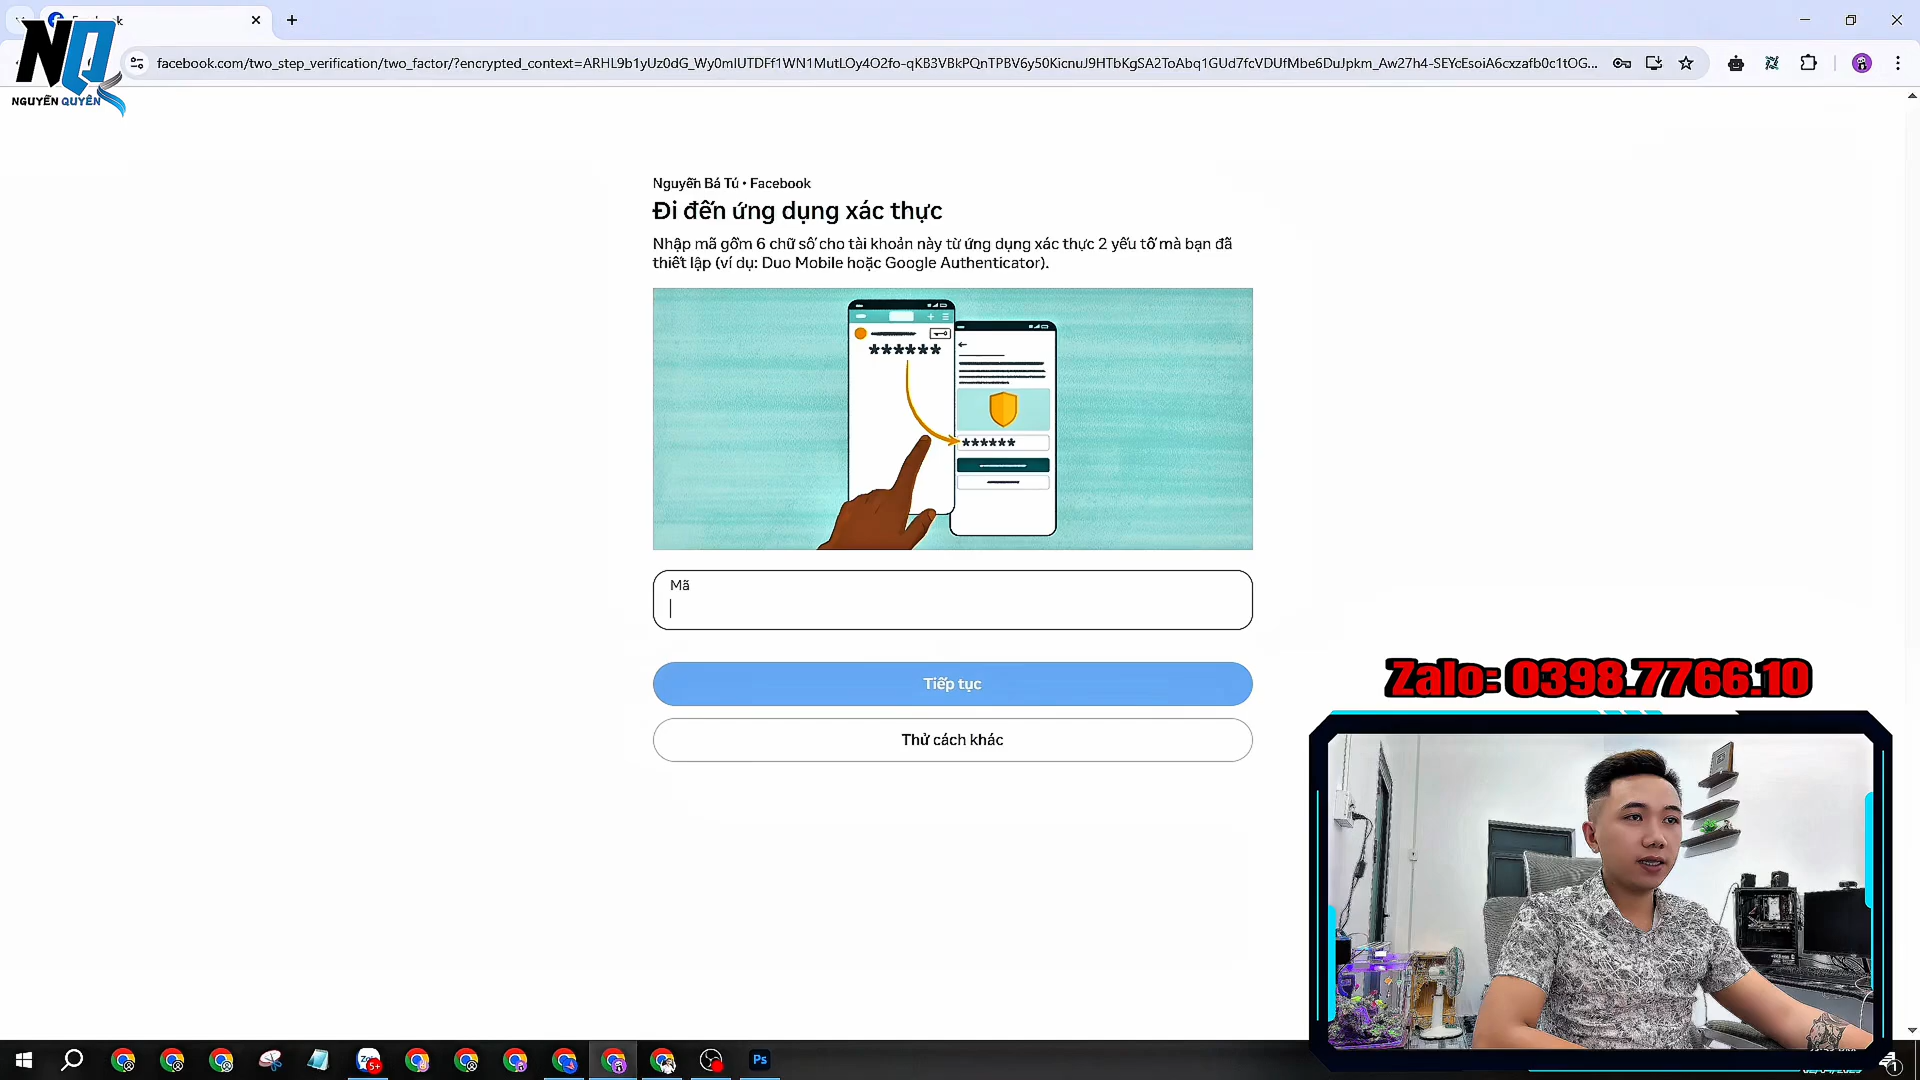 Facebook
NQ
NGUYỄN QUYỀN
facebook.com/two_step_verification/two_factor/?encrypted_context=ARHL9b1yUz0dG_Wy0mIUTDFf1WN1MutLOy4O2fo-qKB3VBkPQnTPBV6y50KicnuJ9HTbKgSA2ToAbq1GUd7fcVDUfMbe6DuJpkm_Aw27h4-SEYcEsoiA6cxzafb0c1tOG...
Nguyễn Bá Tú • Facebook
Đi đến ứng dụng xác thực
Nhập mã gồm 6 chữ số cho tài khoản này từ ứng dụng xác thực 2 yếu tố mà bạn đã
thiết lập (ví dụ: Duo Mobile hoặc Google Authenticator).
******
******
Mã
Tiếp tục
Thử cách khác
Zalo: 0398.7766.10
5+
Ps
1